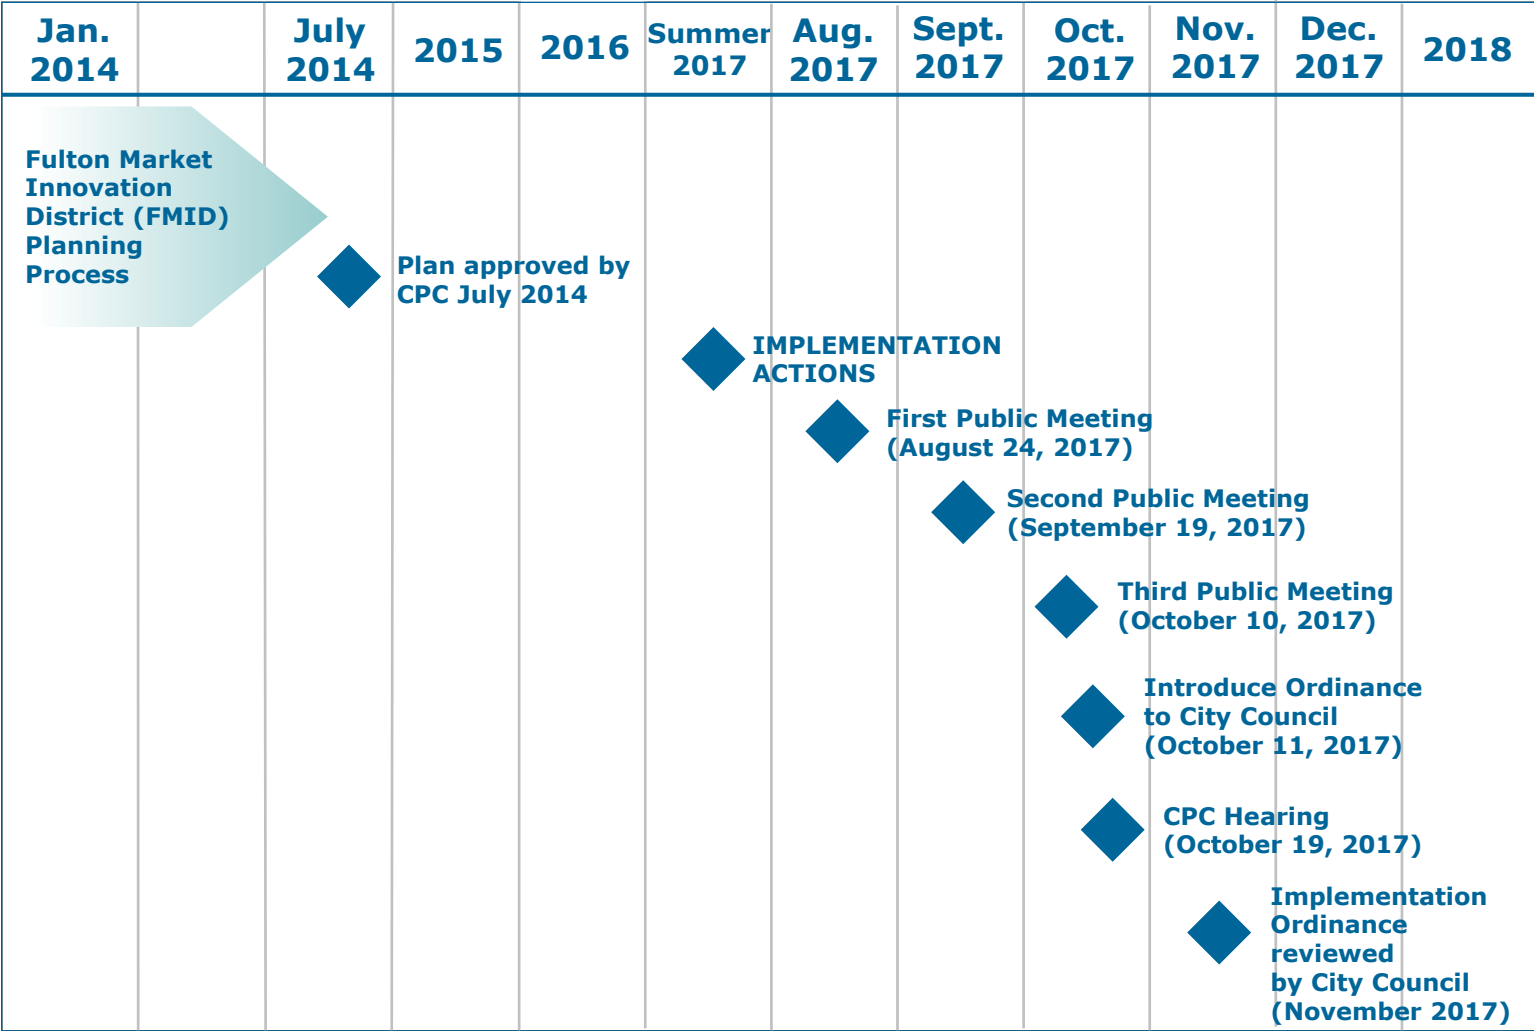 Jan.
2014
July
2014
2015
2016
Summer
2017
Aug.
2017
Sept.
2017
Oct.
2017
Nov.
2017
Dec.
2017
2018
Fulton Market
Innovation
District (FMID)
Planning
Process
Plan approved by
CPC July 2014
IMPLEMENTATION
ACTIONS
First Public Meeting
(August 24, 2017)
Second Public Meeting
(September 19, 2017)
Third Public Meeting
(October 10, 2017)
Introduce Ordinance
to City Council
(October 11, 2017)
CPC Hearing
(October 19, 2017)
Implementation
Ordinance
reviewed
by City Council
(November 2017)